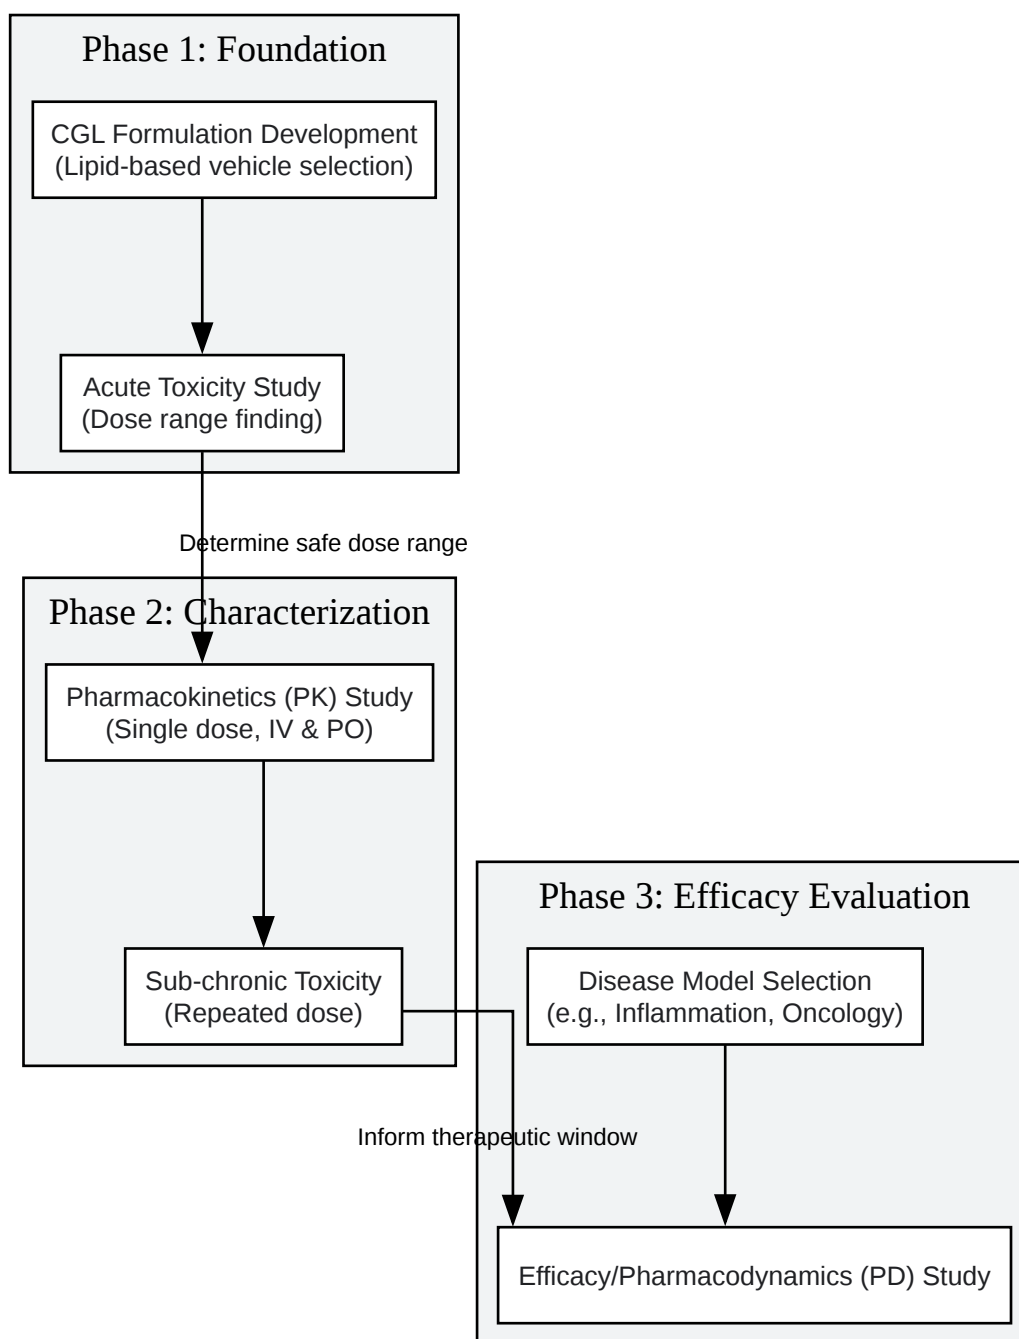 Phase 1: Foundation
CGL Formulation Development
(Lipid-based vehicle selection)
Acute Toxicity Study
(Dose range finding)
Determine safe dose range
Phase 2: Characterization
Pharmacokinetics (PK) Study
(Single dose, IV & PO)
Sub-chronic Toxicity
(Repeated dose)
Phase 3: Efficacy Evaluation
Disease Model Selection
(e.g., Inflammation, Oncology)
Inform therapeutic window
Efficacy/Pharmacodynamics (PD) Study